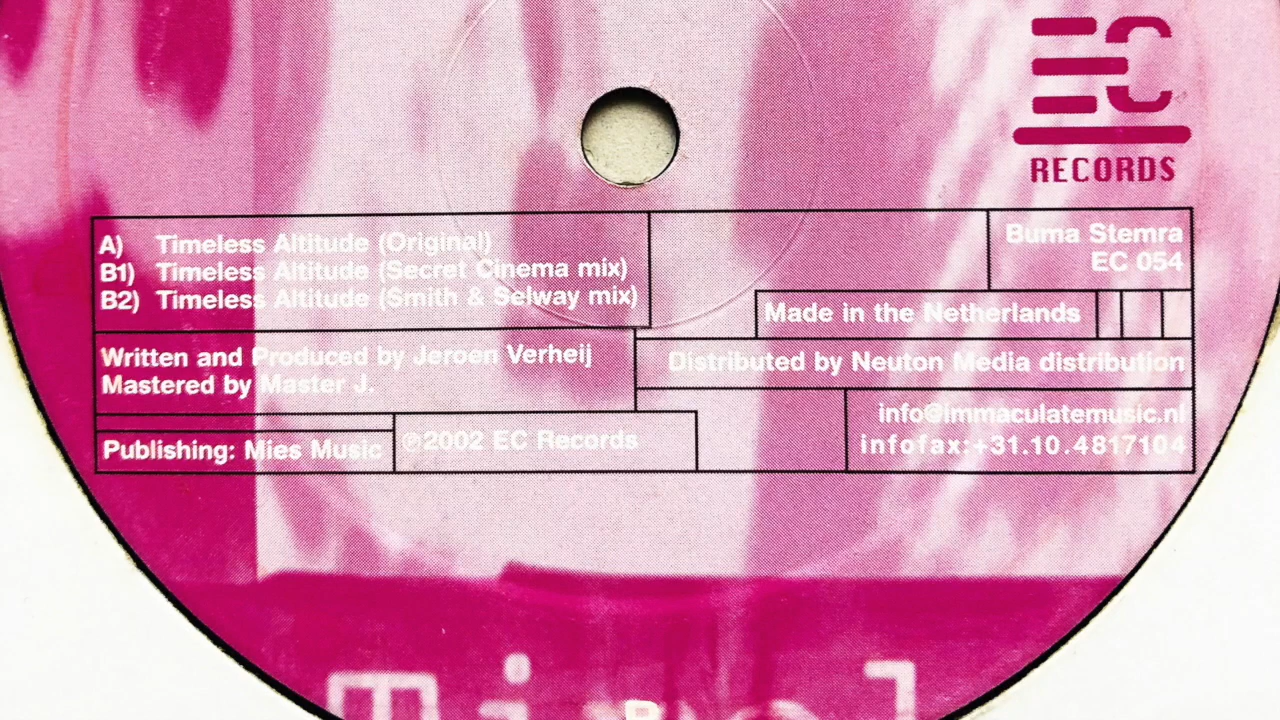 EC
RECORDS
A) Timeless Altitude (Original)
B1) Timeless Altitude (Secret Cinema mix)
B2) Timeless Altitude (Smith & Selway mix)
Buma Stemra
EC 054
Made in the Netherlands
Written and Produced by Jeroen Verheij
Mastered by Master J.
Distributed by Neuton Media distribution
Publishing: Mies Music
℗2002 EC Records
info@immaculatemusic.nl
infofax:+31.10.4817104